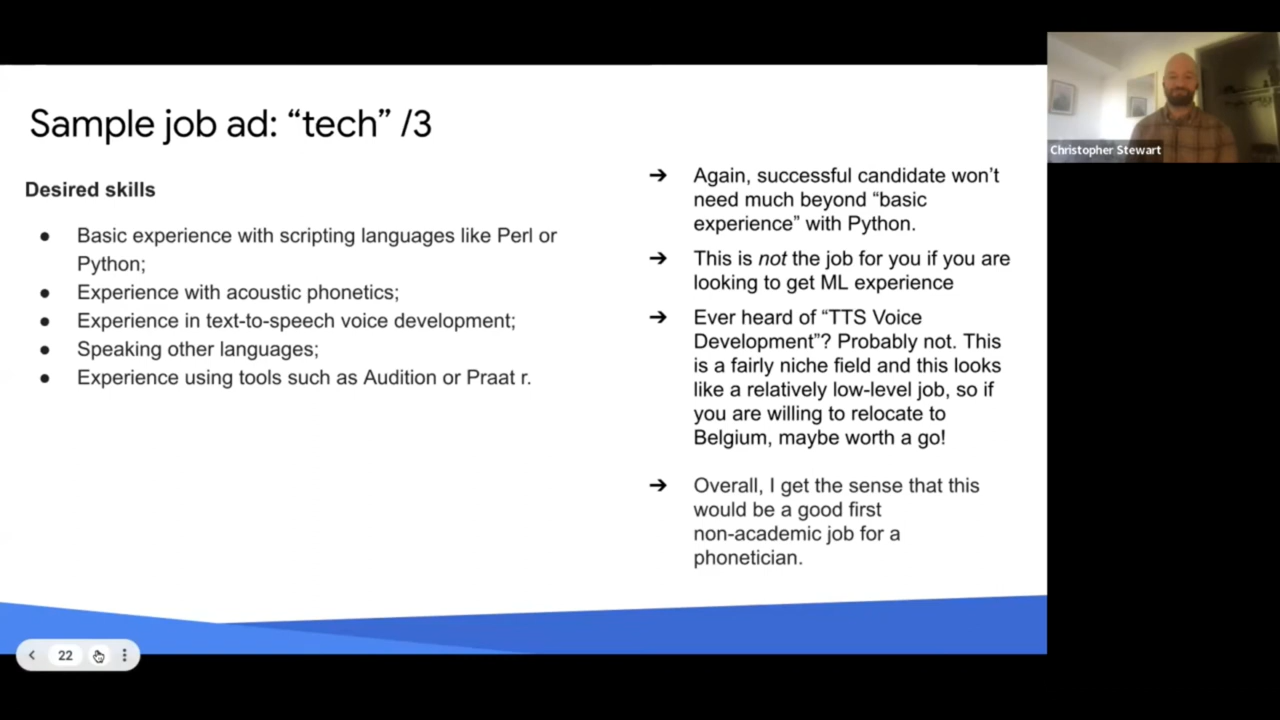 Sample job ad: “tech” /3
Desired skills
● Basic experience with scripting languages like Perl or
Python;
● Experience with acoustic phonetics;
● Experience in text-to-speech voice development;
● Speaking other languages;
● Experience using tools such as Audition or Praat r.
➔ Again, successful candidate won’t
need much beyond “basic
experience” with Python.
➔ This is not the job for you if you are
looking to get ML experience
➔ Ever heard of “TTS Voice
Development”? Probably not. This
is a fairly niche field and this looks
like a relatively low-level job, so if
you are willing to relocate to
Belgium, maybe worth a go!
➔ Overall, I get the sense that this
would be a good first
non-academic job for a
phonetician.
Christopher Stewart
22